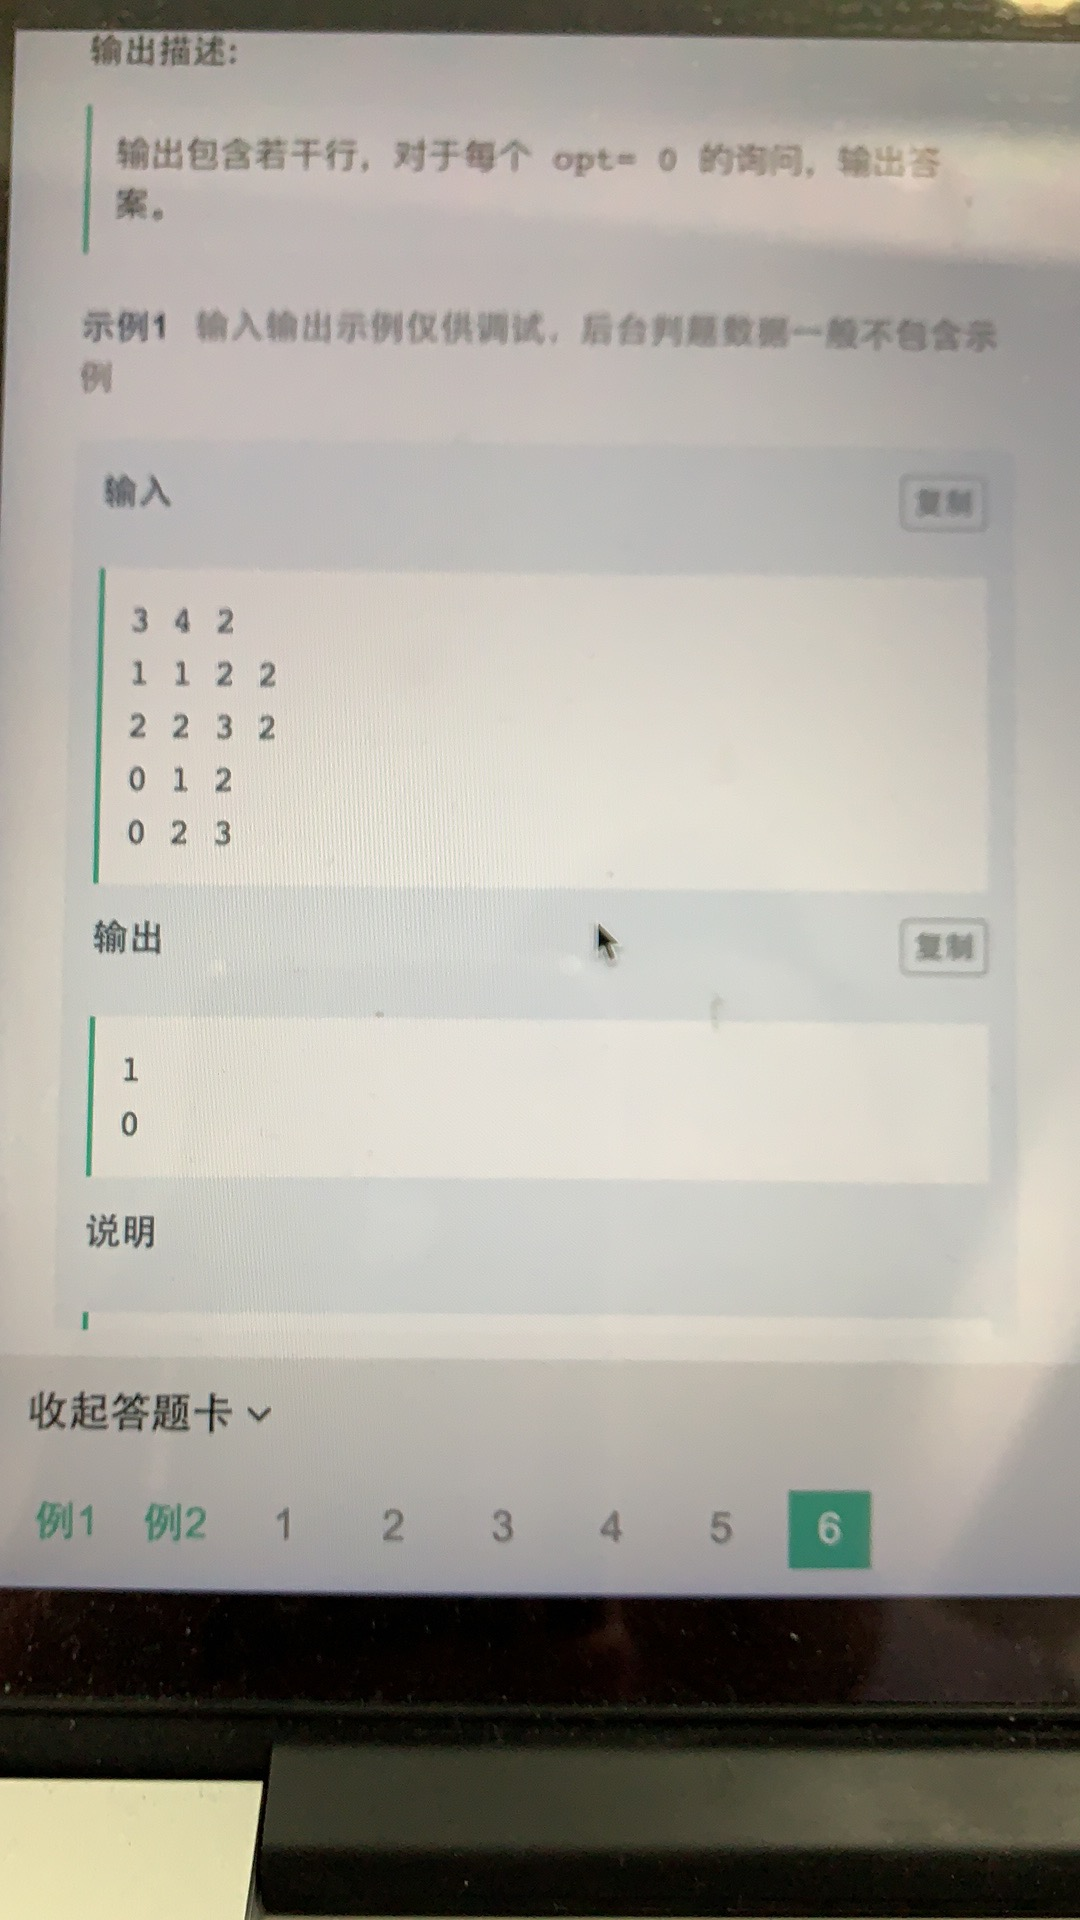 输出描述:
输出包含若干行，对于每个 opt= 0 的询问，输出答
案。
示例1 输入输出示例仅供调试，后台判题数据一般不包含示
例
输入
复制
3 4 2
1 1 2 2
2 2 3 2
0 1 2
0 2 3
输出
复制
1
0
说明
收起答题卡
例1 例2 1 2 3 4 5 6